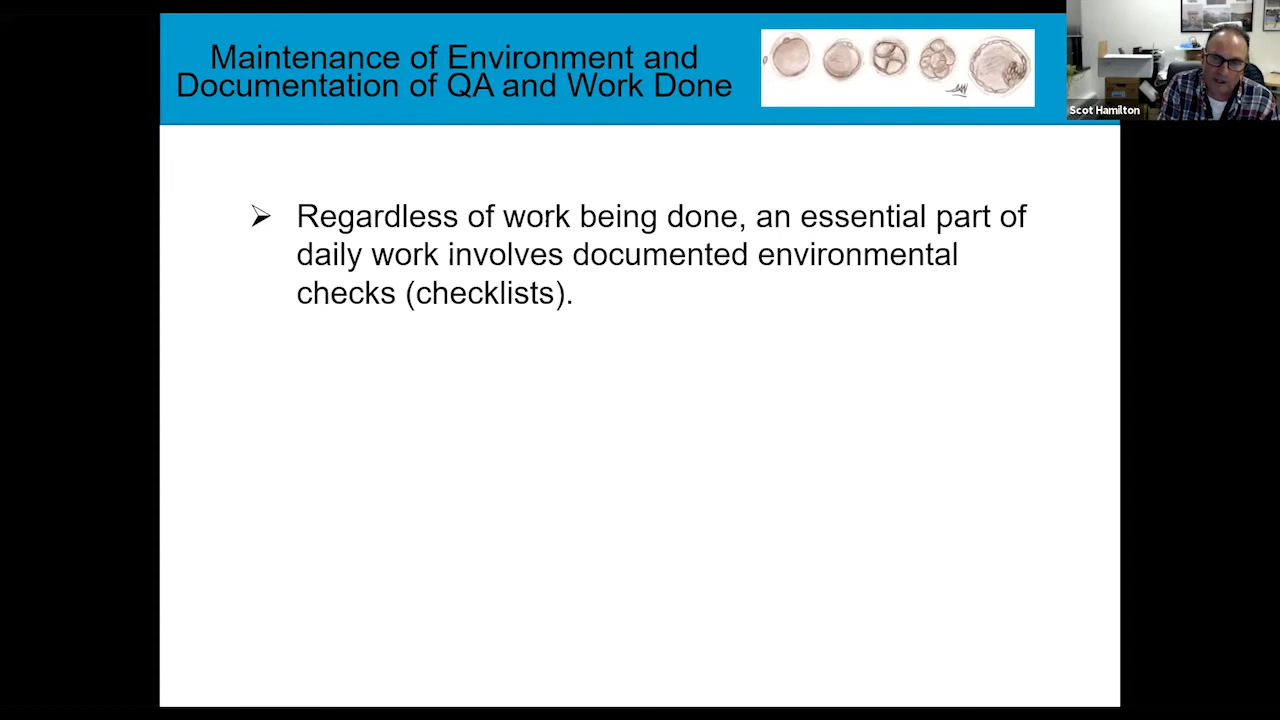 Maintenance of Environment and
Documentation of QA and Work Done
Scot Hamilton
➢ Regardless of work being done, an essential part of
daily work involves documented environmental
checks (checklists).